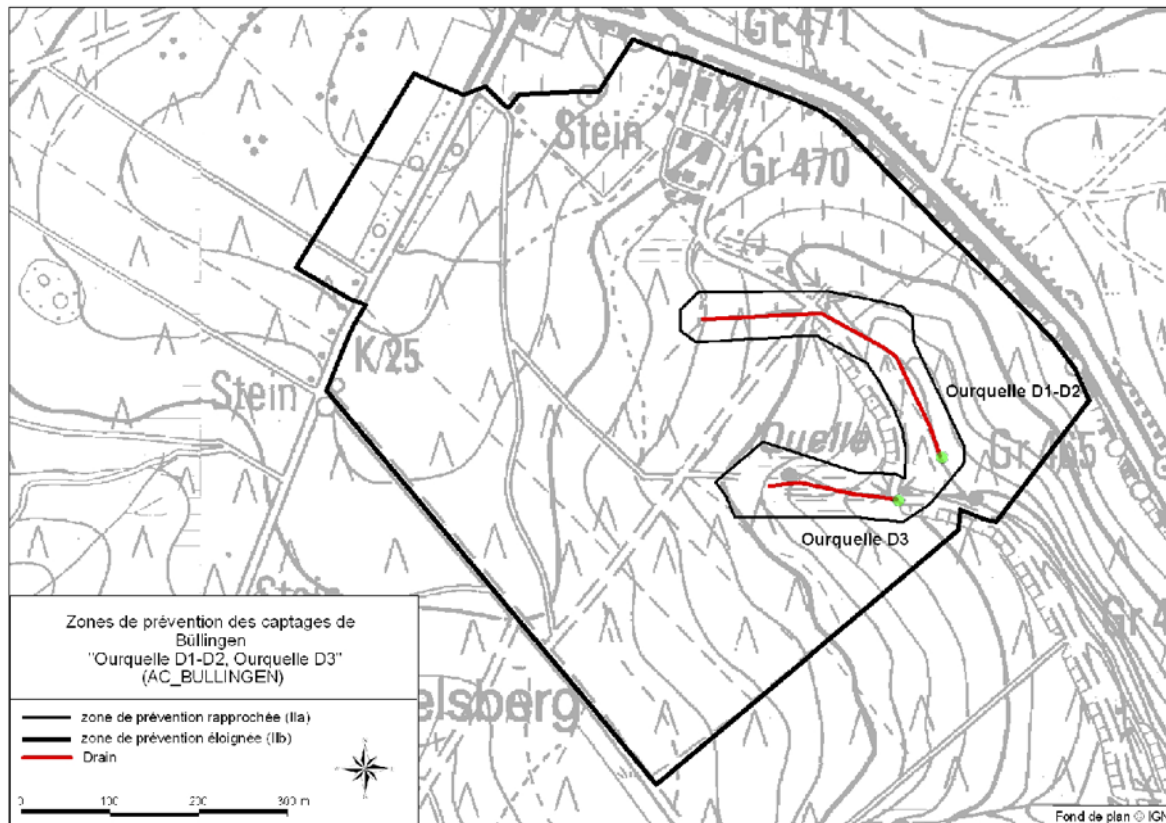 Gr 471
Stein
Gr 470
K/25
Stein
Ourquelle D1-D2
Quelle
Gr 465
Ourquelle D3
Zones de prévention des captages de
Büllingen
"Ourquelle D1-D2, Ourquelle D3"
(AC_BULLINGEN)
elsberg
zone de prévention rapprochée (IIa)
zone de prévention éloignée (IIb)
Drain
0 100 200 300 m
Fond de plan © IGN